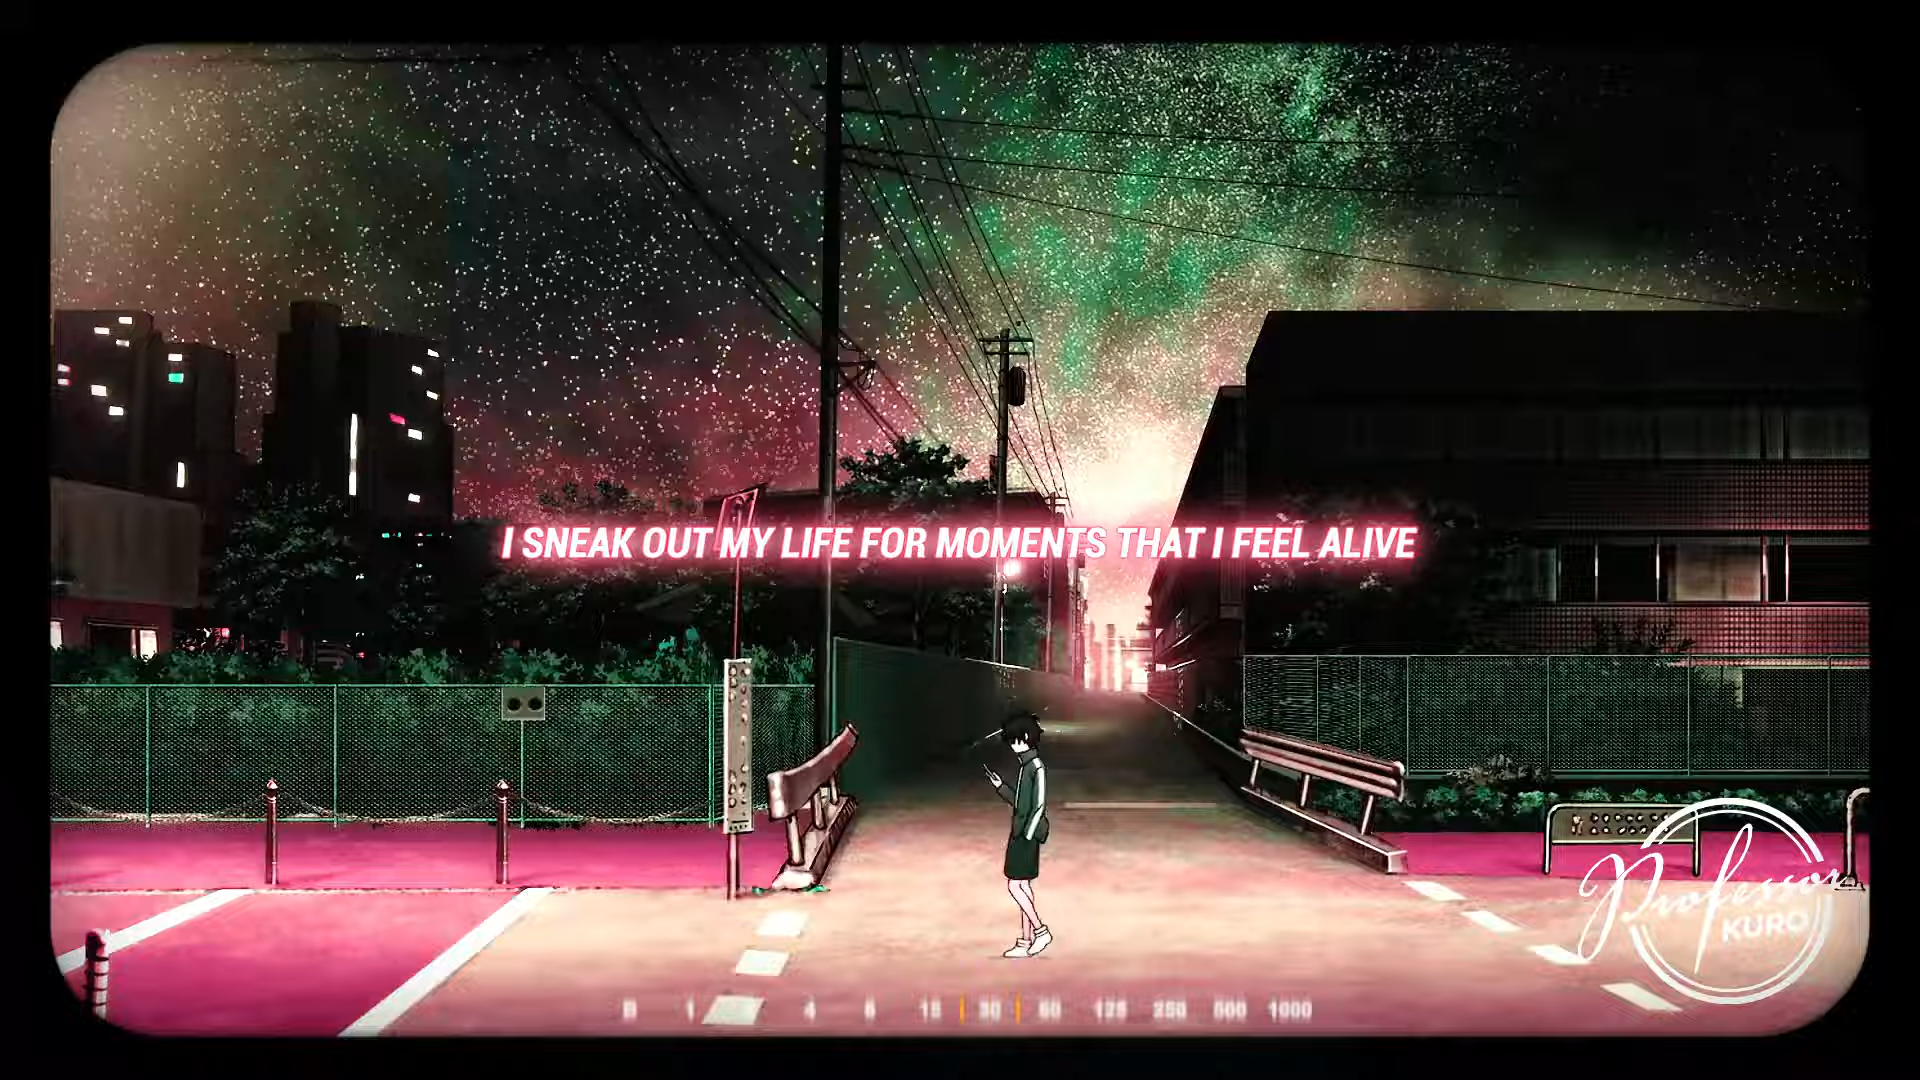 I SNEAK OUT MY LIFE FOR MOMENTS THAT I FEEL ALIVE
Professor
KURO
B 1 4 8 15 30 60 125 250 500 1000